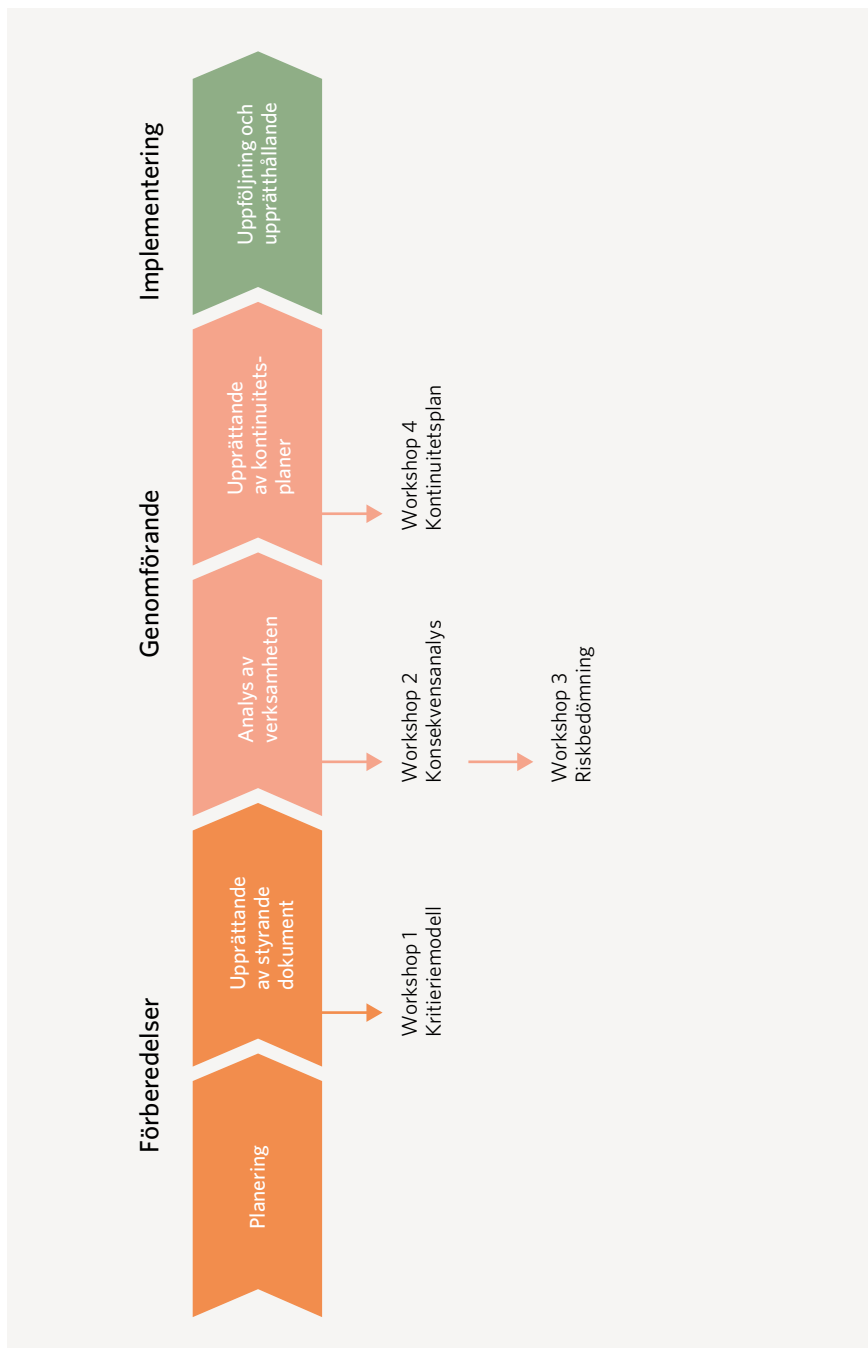 Förberedelser
Genomförande
Implementering
Planering
Upprättande
av styrande
dokument
Analys av
verksamheten
Upprättande
av kontinuitets-
planer
Uppföljning och
upprätthållande
Workshop 1
Kritieriemodell
Workshop 2
Konsekvensanalys
Workshop 3
Riskbedömning
Workshop 4
Kontinuitetsplan